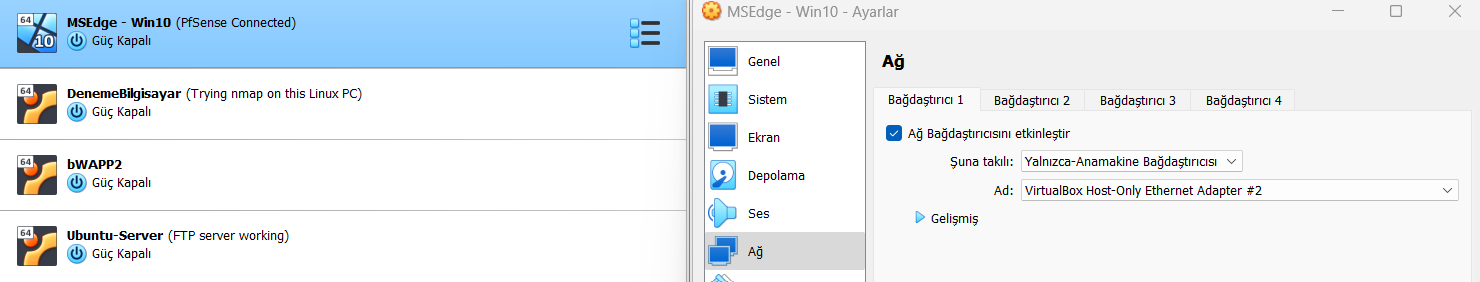 64
10
MSEdge - Win10 (PfSense Connected)
Güç Kapalı
64
DenemeBilgisayar (Trying nmap on this Linux PC)
Güç Kapalı
64
bWAPP2
Güç Kapalı
64
Ubuntu-Server (FTP server working)
Güç Kapalı
MSEdge - Win10 - Ayarlar
Genel
Sistem
Ekran
Depolama
Ses
Ağ
Ağ
Bağdaştırıcı 1 Bağdaştırıcı 2 Bağdaştırıcı 3 Bağdaştırıcı 4
Ağ Bağdaştırıcısını etkinleştir
Şuna takılı: Yalnızca-Anamakine Bağdaştırıcısı
Ad: VirtualBox Host-Only Ethernet Adapter #2
Gelişmiş